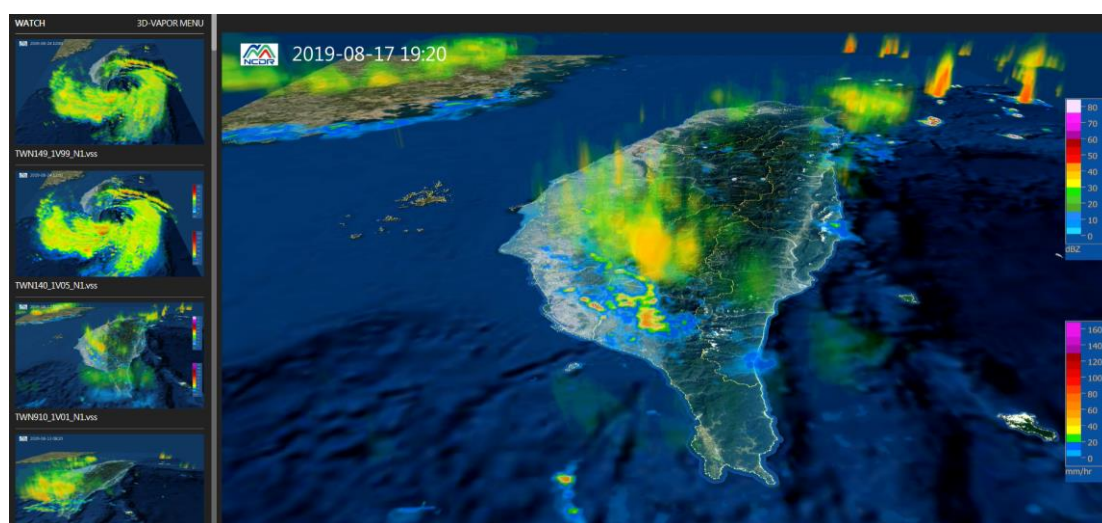 WATCH
3D-VAPOR MENU
TWN149_1V99_N1.vss
TWN140_1V05_N1.vss
TWN910_1V01_N1.vss
NCDR
2019-08-17 19:20
80
70
60
50
40
30
20
10
0
dBZ
160
140
120
100
80
60
40
20
0
mm/hr